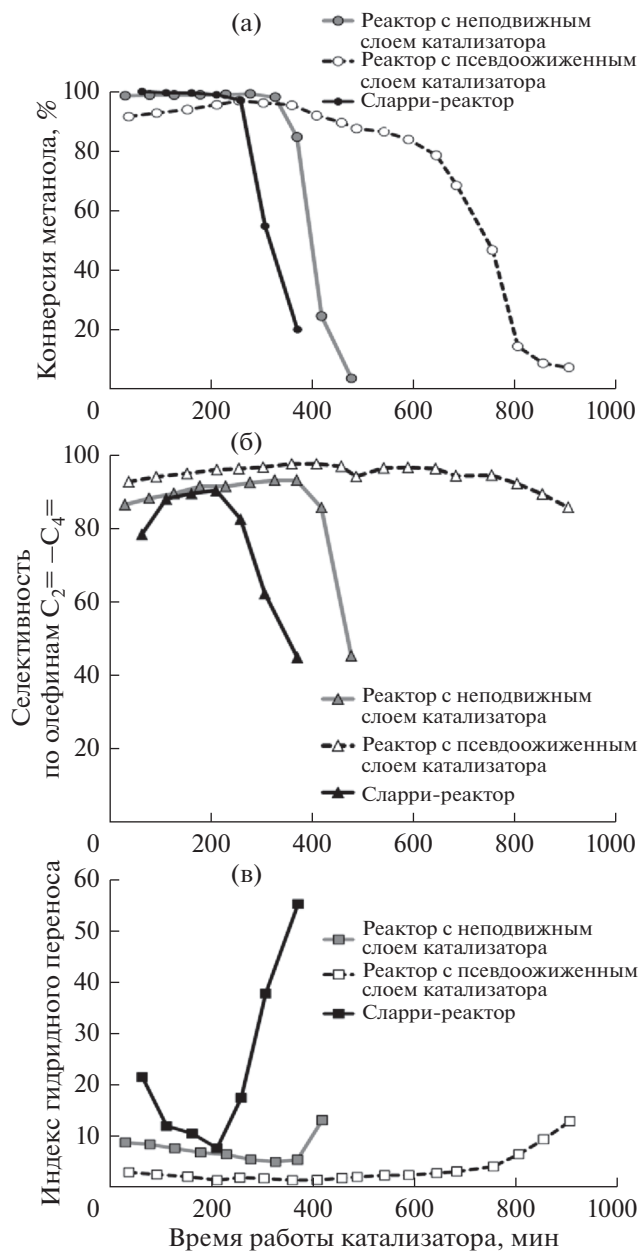 (а)
Реактор с неподвижным
слоем катализатора
Реактор с псевдоожиженным
слоем катализатора
Сларри-реактор
Конверсия метанола, %
100
80
60
40
20
0
200
400
600
800
1000
(б)
Селективность
по олефинам C₂= –C₄=
100
80
60
40
20
Реактор с неподвижным
слоем катализатора
Реактор с псевдоожиженным
слоем катализатора
Сларри-реактор
0
200
400
600
800
1000
(в)
Индекс гидридного переноса
60
50
40
30
20
10
Реактор с неподвижным
слоем катализатора
Реактор с псевдоожиженным
слоем катализатора
Сларри-реактор
0
200
400
600
800
1000
Время работы катализатора, мин